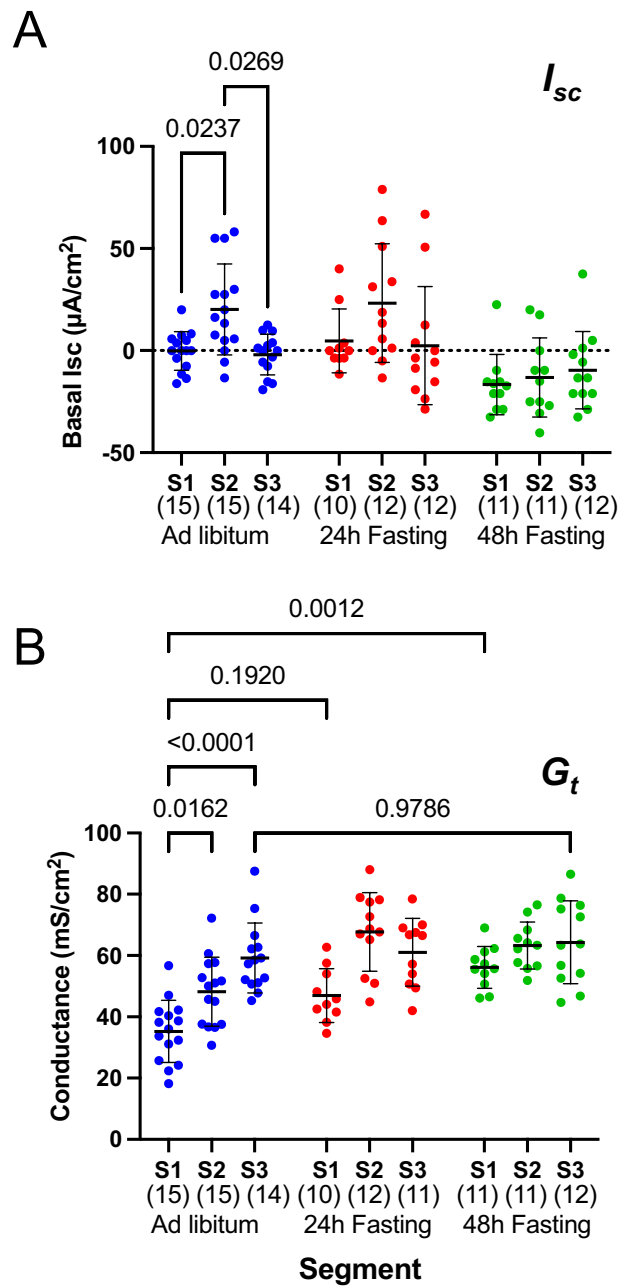 A
0.0269
I_sc
0.0237
100
50
0
-50
Basal Isc (µA/cm²)
S1 S2 S3 S1 S2 S3 S1 S2 S3
(15) (15) (14) (10) (12) (12) (11) (11) (12)
Ad libitum 24h Fasting 48h Fasting
0.0012
B
0.1920
<0.0001
G_t
0.0162
0.9786
100
80
60
40
20
0
Conductance (mS/cm²)
S1 S2 S3 S1 S2 S3 S1 S2 S3
(15) (15) (14) (10) (12) (11) (11) (11) (12)
Ad libitum 24h Fasting 48h Fasting
Segment